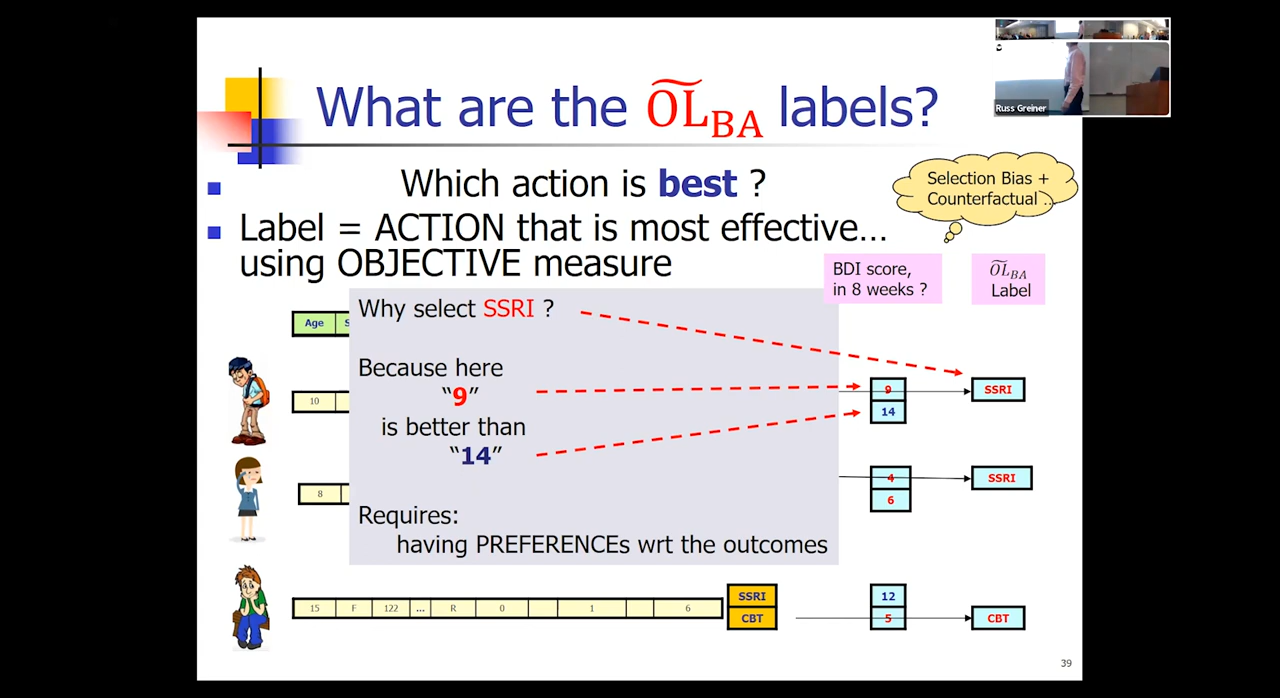 What are the O͠L_BA labels?
Russ Greiner
Which action is best ?
Selection Bias +
Counterfactual ..
Label = ACTION that is most effective…
using OBJECTIVE measure
BDI score,
in 8 weeks ?
O͠L_BA
Label
Why select SSRI ?
Age S
Because here
“9”
is better than
“14”
10
9
14
SSRI
8
4
6
SSRI
Requires:
having PREFERENCEs wrt the outcomes
15 F 122 ... R 0 1 6
SSRI
CBT
12
5
CBT
39